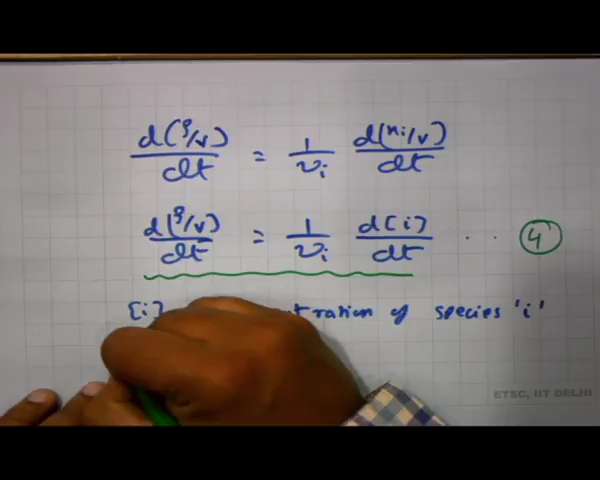 d(ξ/v)/dt = 1/νi d(ni/v)/dt
d(ξ/v)/dt = 1/νi d[i]/dt .. 4
[i] tration of species 'i'
ETSC, IIT DELHI